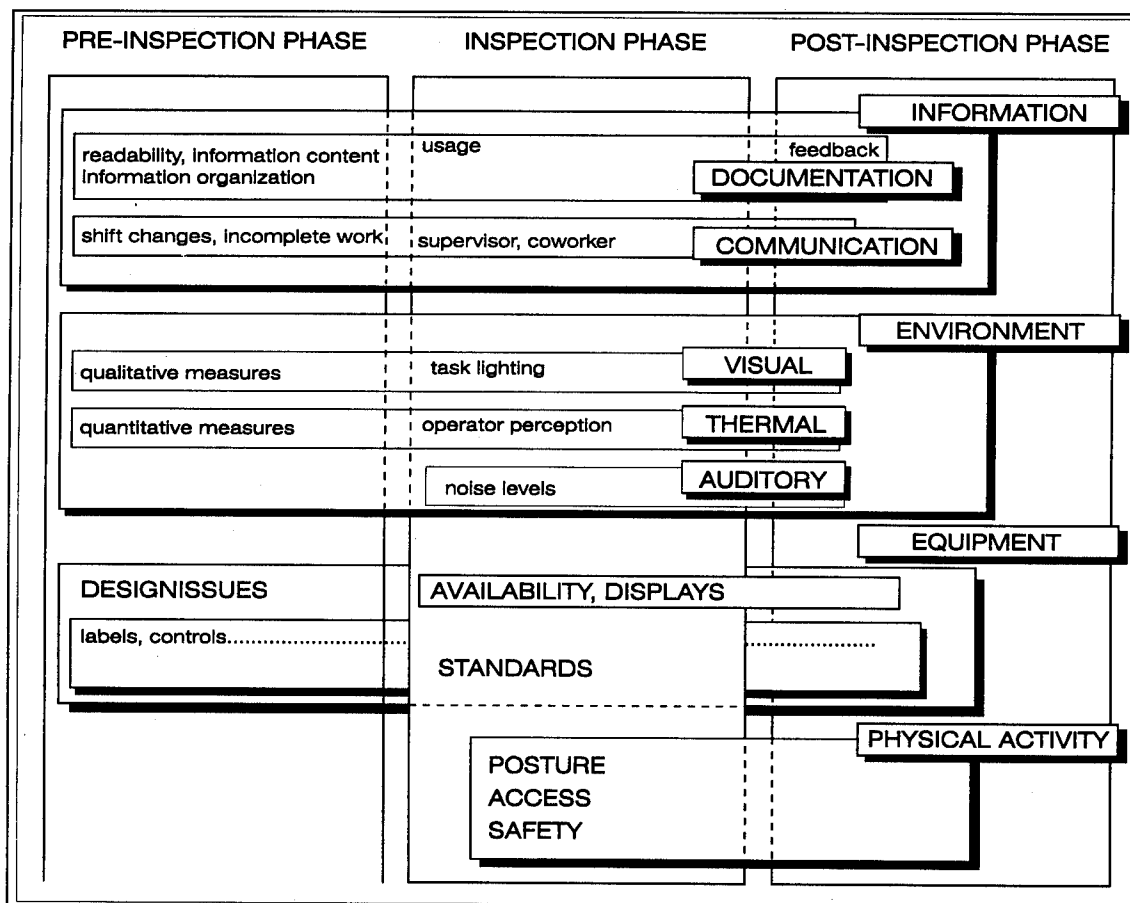 PRE-INSPECTION PHASE
INSPECTION PHASE
POST-INSPECTION PHASE
INFORMATION
readability, information content
information organization
usage
feedback
DOCUMENTATION
shift changes, incomplete work
supervisor, coworker
COMMUNICATION
ENVIRONMENT
qualitative measures
task lighting
VISUAL
quantitative measures
operator perception
THERMAL
noise levels
AUDITORY
EQUIPMENT
DESIGNISSUES
AVAILABILITY, DISPLAYS
labels, controls..............................................................
STANDARDS
PHYSICAL ACTIVITY
POSTURE
ACCESS
SAFETY